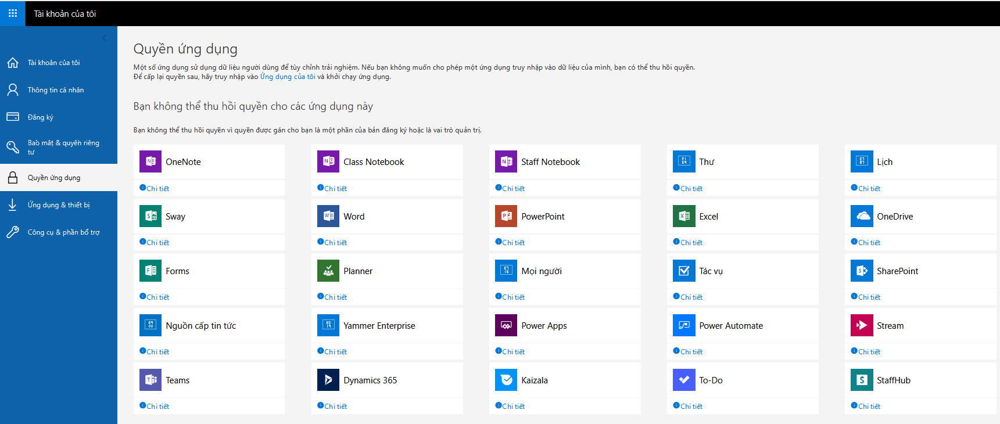 Tài khoản của tôi
Tài khoản của tôi
Thông tin cá nhân
Đăng ký
Bảo mật & quyền riêng
tư
Quyền ứng dụng
Ứng dụng & thiết bị
Công cụ & phần bổ trợ
Quyền ứng dụng
Một số ứng dụng sử dụng dữ liệu người dùng để tùy chỉnh trải nghiệm. Nếu bạn không muốn cho phép một ứng dụng truy nhập vào dữ liệu của mình, bạn có thể thu hồi quyền.
Để cấp lại quyền sau, hãy truy nhập vào Ứng dụng của tôi và khởi chạy ứng dụng.
Bạn không thể thu hồi quyền cho các ứng dụng này
Bạn không thể thu hồi quyền vì quyền được gán cho bạn là một phần của bản đăng ký hoặc là vai trò quản trị.
OneNote
Class Notebook
Staff Notebook
Thư
Lịch
Chi tiết
Chi tiết
Chi tiết
Chi tiết
Chi tiết
Sway
Word
PowerPoint
Excel
OneDrive
Chi tiết
Chi tiết
Chi tiết
Chi tiết
Chi tiết
Forms
Planner
Mọi người
Tác vụ
SharePoint
Chi tiết
Chi tiết
Chi tiết
Chi tiết
Chi tiết
Nguồn cấp tin tức
Yammer Enterprise
Power Apps
Power Automate
Stream
Chi tiết
Chi tiết
Chi tiết
Chi tiết
Chi tiết
Teams
Dynamics 365
Kaizala
To-Do
StaffHub
Chi tiết
Chi tiết
Chi tiết
Chi tiết
Chi tiết